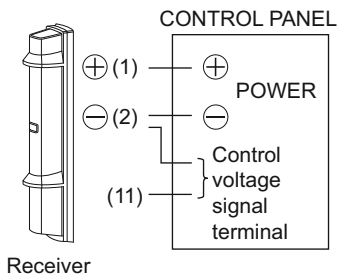 CONTROL PANEL
⊕ (1) ⊕
POWER
⊖ (2) ⊖
Control
voltage
(11) signal
terminal
Receiver